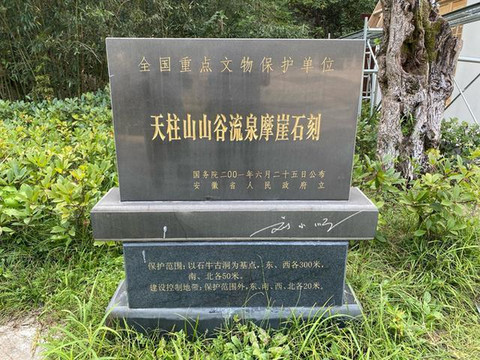 全国重点文物保护单位
天柱山山谷流泉摩崖石刻
国务院二〇〇一年六月二十五日公布
安徽省人民政府立
保护范围:以石牛古洞为基点,东、西各300米,
南、北各50米。
建设控制地带:保护范围外,东、南、西、北各20米。